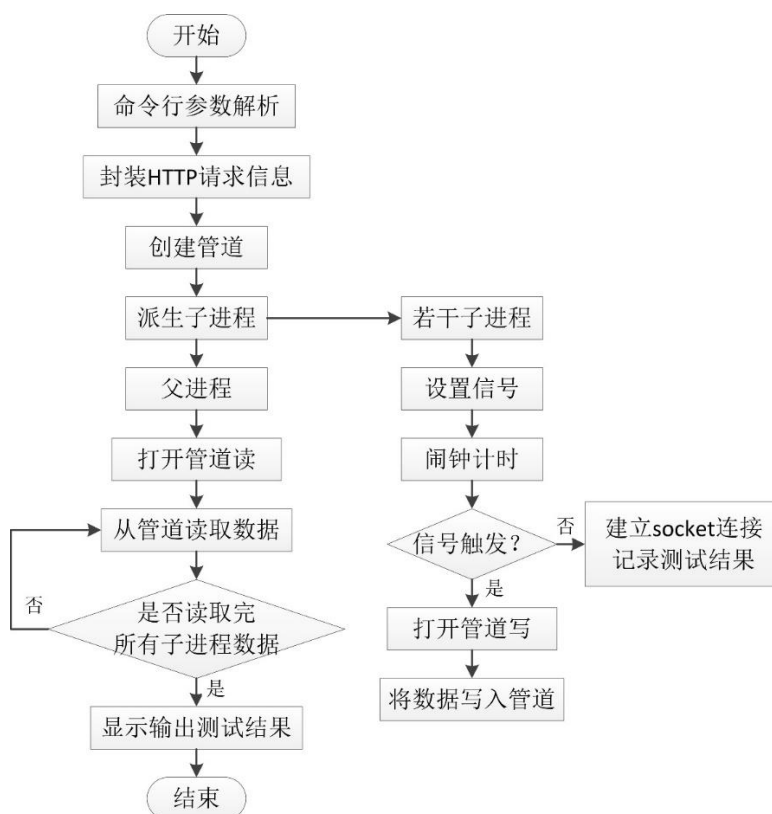 开始
命令行参数解析
封装HTTP请求信息
创建管道
派生子进程
若干子进程
父进程
设置信号
打开管道读
闹钟计时
从管道读取数据
信号触发?
否
建立socket连接
记录测试结果
否
是否读取完
所有子进程数据
是
打开管道写
是
将数据写入管道
显示输出测试结果
结束